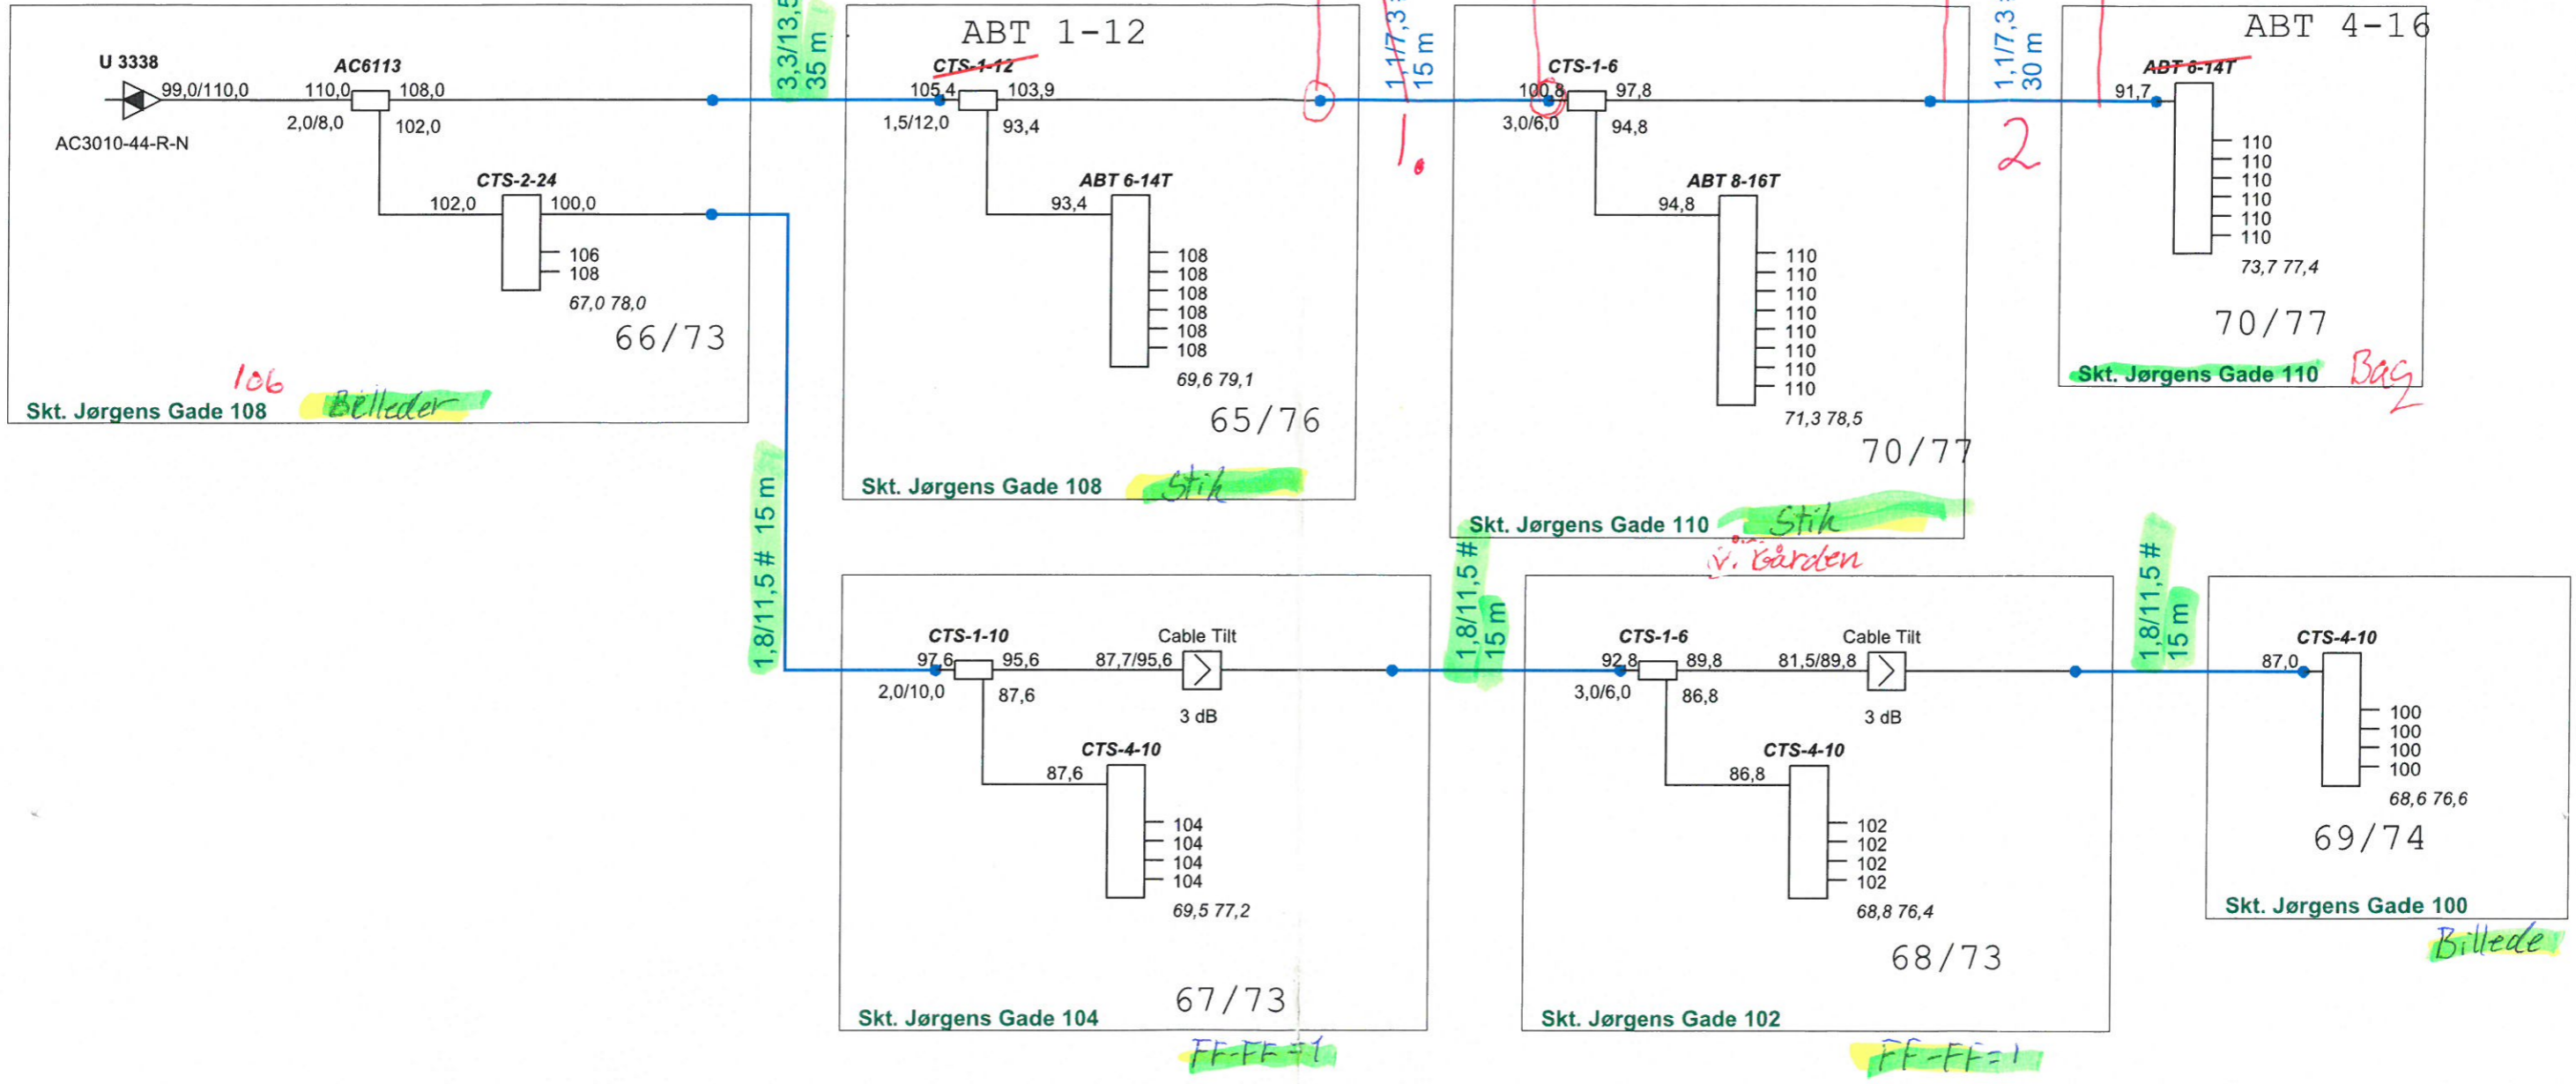 U 3338
99,0/110,0
AC3010-44-R-N
AC6113
110,0
108,0
2,0/8,0
102,0
CTS-2-24
102,0
100,0
106
108
67,0 78,0
66/73
106
Skt. Jørgens Gade 108
Billeder
3,3/13,5
35 m
ABT 1-12
CTS-1-12
105,4
103,9
1,5/12,0
93,4
ABT 6-14T
93,4
108
108
108
108
108
108
69,6 79,1
65/76
Skt. Jørgens Gade 108
Stik
1,1/7,3
15 m
1.
CTS-1-6
100,8
97,8
3,0/6,0
94,8
ABT 8-16T
94,8
110
110
110
110
110
110
110
110
71,3 78,5
70/77
Skt. Jørgens Gade 110
Stik
v. Gården
1,1/7,3
30 m
2
ABT 4-16
ABT 6-14T
91,7
110
110
110
110
110
110
73,7 77,4
70/77
Skt. Jørgens Gade 110
Bag
1,8/11,5 # 15 m
CTS-1-10
97,6
95,6
2,0/10,0
87,6
87,7/95,6
Cable Tilt
3 dB
CTS-4-10
87,6
104
104
104
104
69,5 77,2
67/73
Skt. Jørgens Gade 104
FF-FF=1
1,8/11,5 #
15 m
CTS-1-6
92,8
89,8
3,0/6,0
86,8
81,5/89,8
Cable Tilt
3 dB
CTS-4-10
86,8
102
102
102
102
68,8 76,4
68/73
Skt. Jørgens Gade 102
FF-FF=1
1,8/11,5 #
15 m
CTS-4-10
87,0
100
100
100
100
68,6 76,6
69/74
Skt. Jørgens Gade 100
Billede